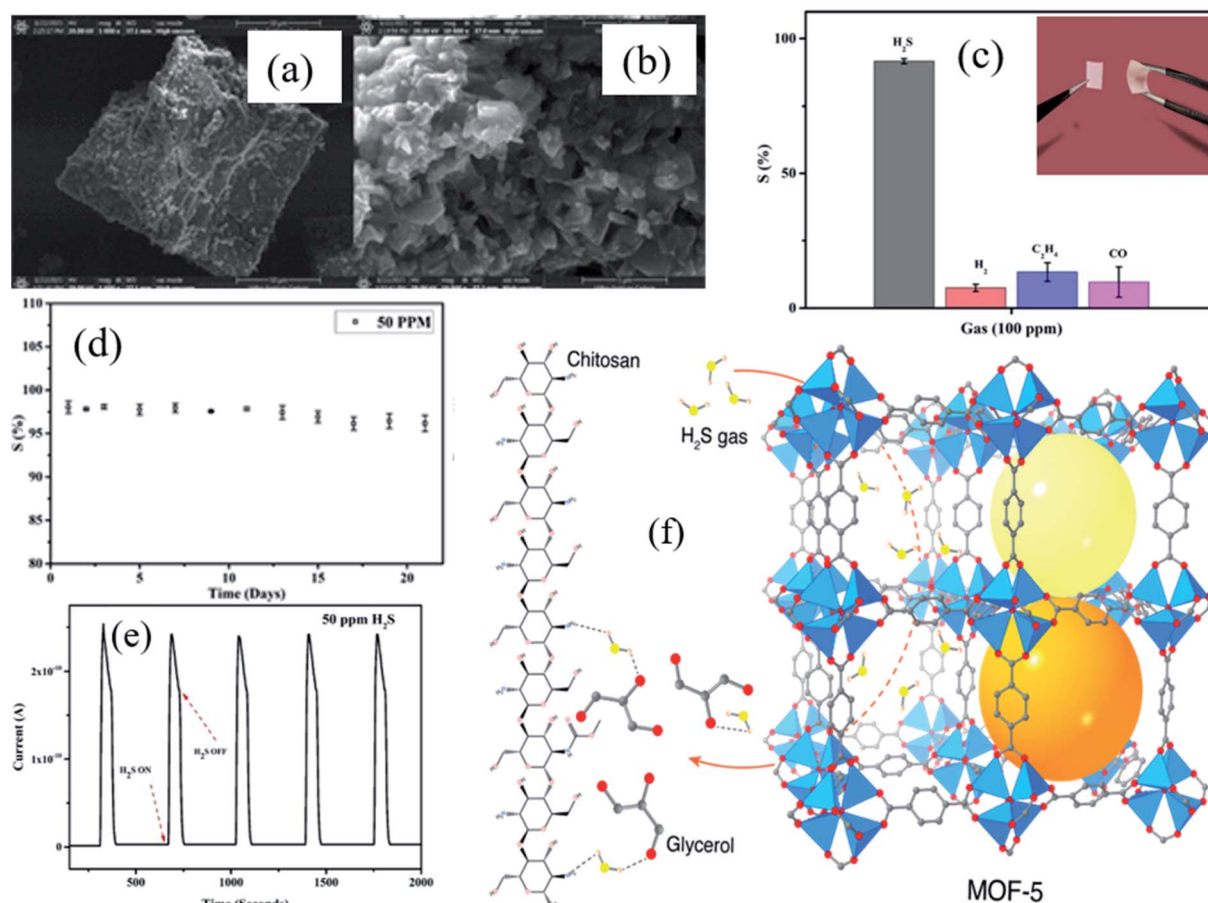 (a)
(b)
(c)
100
50
0
S (%)
H₂S
H₂
C₂H₄
CO
Gas (100 ppm)
(d)
50 PPM
110
105
100
95
90
85
80
S (%)
0 5 10 15 20
Time (Days)
(e)
50 ppm H₂S
2x10⁻¹⁰
1x10⁻¹⁰
0
Current (A)
H₂S ON
H₂S OFF
500 1000 1500 2000
Time (Seconds)
(f)
Chitosan
H₂S gas
Glycerol
MOF-5